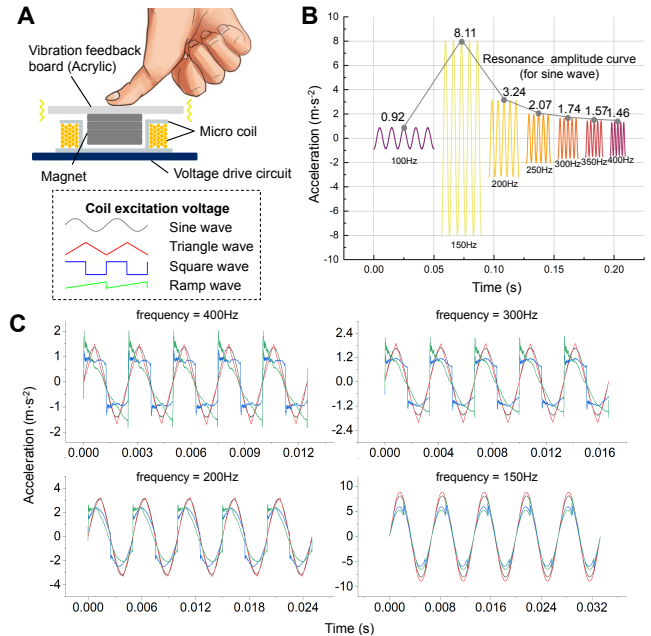 A
Vibration feedback
board (Acrylic)
Micro coil
Magnet
Voltage drive circuit
Coil excitation voltage
Sine wave
Triangle wave
Square wave
Ramp wave
B
Acceleration (m·s⁻²)
10
8
6
4
2
0
-2
-4
-6
-8
-10
0.92
8.11
3.24
2.07
1.74
1.57
1.46
Resonance amplitude curve
(for sine wave)
100Hz
150Hz
200Hz
250Hz
300Hz
350Hz
400Hz
0.00
0.05
0.10
0.15
0.20
Time (s)
C
Acceleration (m·s⁻²)
frequency = 400Hz
2
1
0
-1
-2
0.000
0.003
0.006
0.009
0.012
frequency = 300Hz
2.4
1.2
0.0
-1.2
-2.4
0.000
0.004
0.008
0.012
0.016
frequency = 200Hz
4
2
0
-2
-4
0.000
0.006
0.012
0.018
0.024
frequency = 150Hz
10
5
0
-5
-10
0.000
0.008
0.016
0.024
0.032
Time (s)